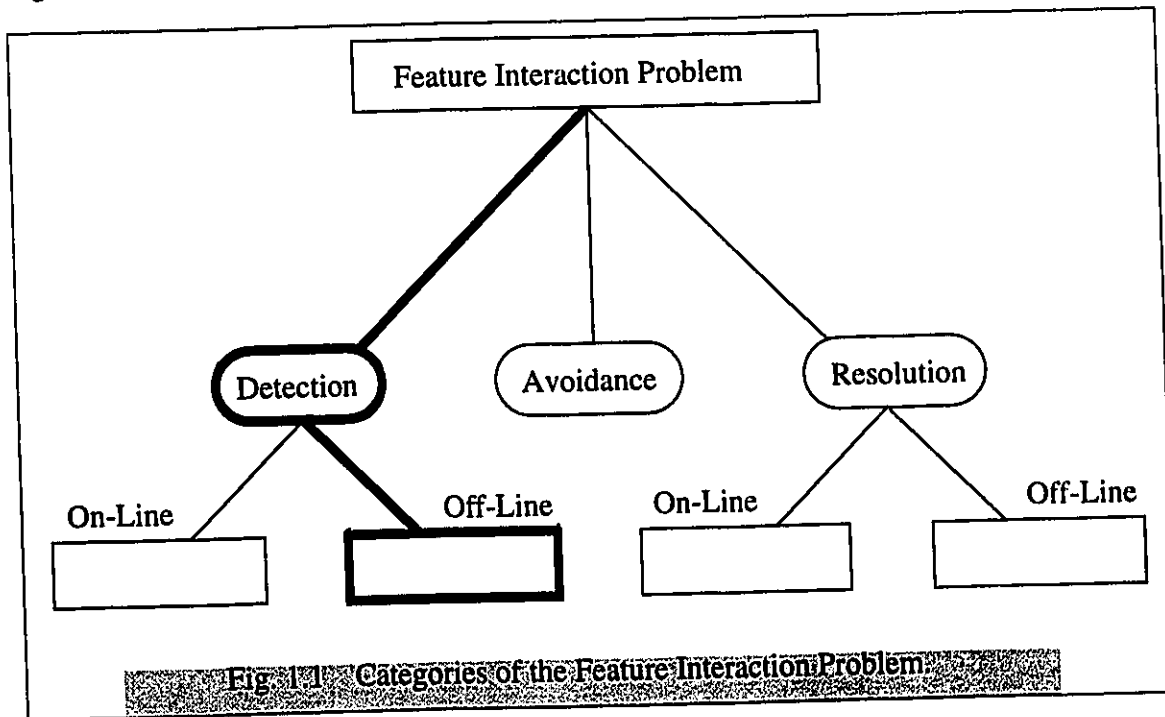 Feature Interaction Problem
Detection
Avoidance
Resolution
On-Line
Off-Line
On-Line
Off-Line
Fig. 1.1 Categories of the Feature Interaction Problem.